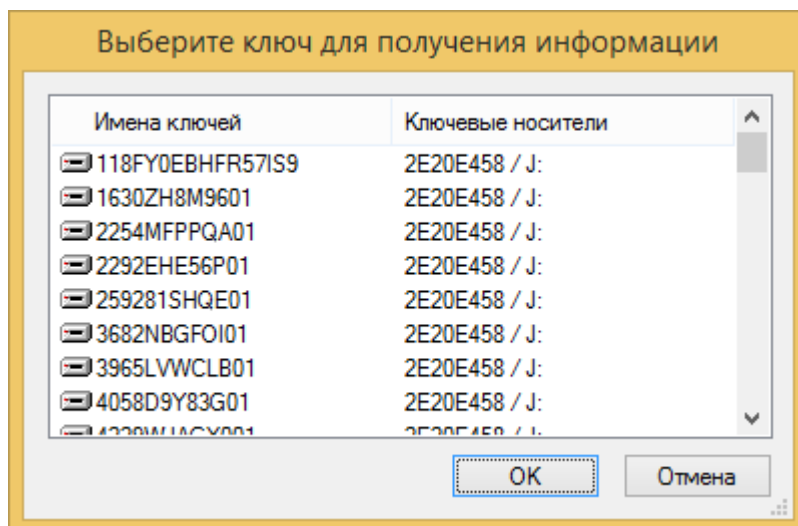 Выберите ключ для получения информации
Имена ключей Ключевые носители
118FY0EBHFR57IS9 2E20E458 / J:
1630ZH8M9601 2E20E458 / J:
2254MFPPQA01 2E20E458 / J:
2292EHE56P01 2E20E458 / J:
259281SHQE01 2E20E458 / J:
3682NBGFOI01 2E20E458 / J:
3965LVWCLB01 2E20E458 / J:
4058D9Y83G01 2E20E458 / J:
OK Отмена